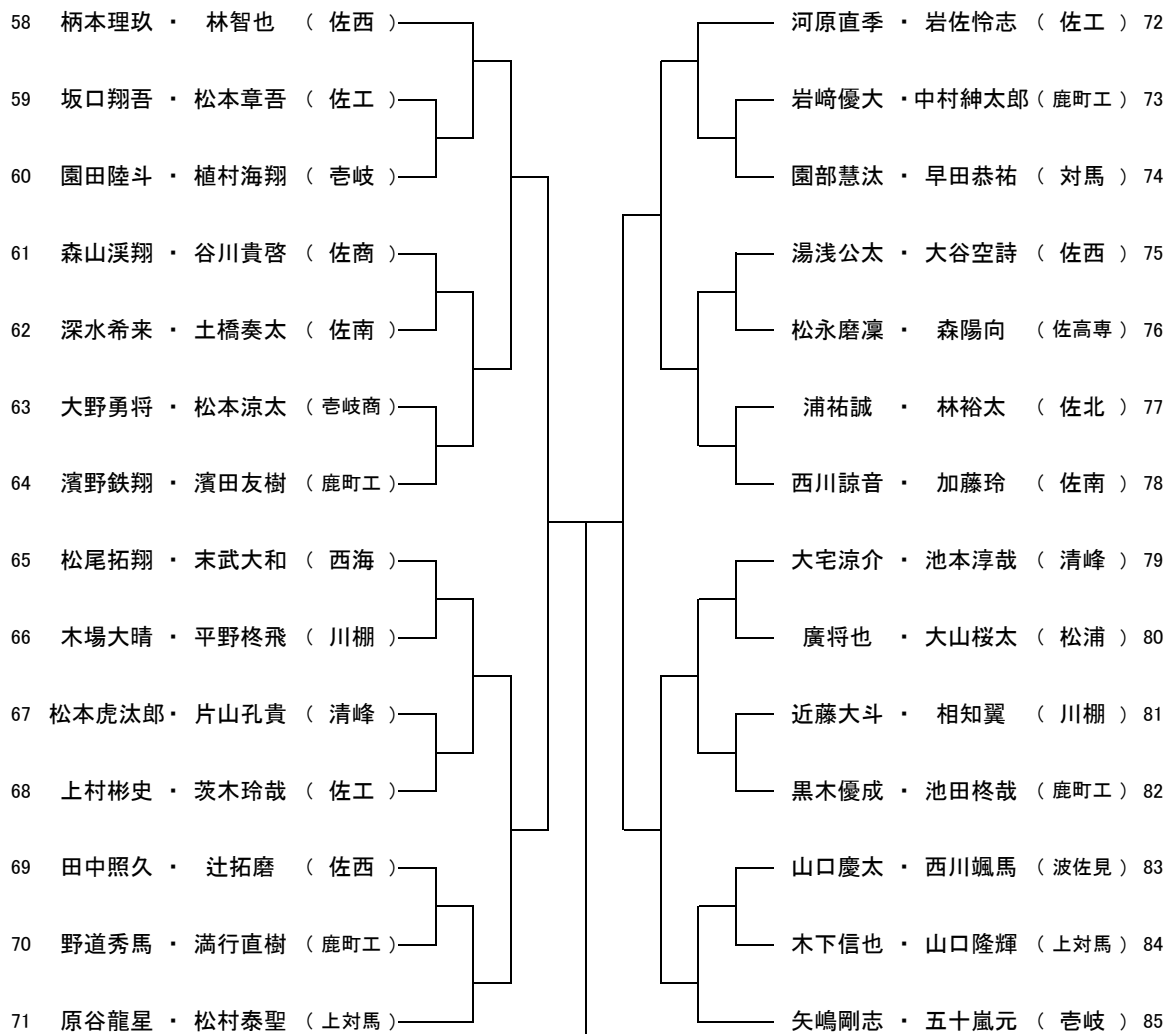 58 柄本理玖 ・ 林智也 （ 佐西 ）
59 坂口翔吾 ・ 松本章吾 （ 佐工 ）
60 園田陸斗 ・ 植村海翔 （ 壱岐 ）
61 森山渓翔 ・ 谷川貴啓 （ 佐商 ）
62 深水希来 ・ 土橋奏太 （ 佐南 ）
63 大野勇将 ・ 松本涼太 （ 壱岐商 ）
64 濱野鉄翔 ・ 濱田友樹 （ 鹿町工 ）
65 松尾拓翔 ・ 末武大和 （ 西海 ）
66 木場大晴 ・ 平野柊飛 （ 川棚 ）
67 松本虎汰郎 ・ 片山孔貴 （ 清峰 ）
68 上村彬史 ・ 茨木玲哉 （ 佐工 ）
69 田中照久 ・ 辻拓磨 （ 佐西 ）
70 野道秀馬 ・ 満行直樹 （ 鹿町工 ）
71 原谷龍星 ・ 松村泰聖 （ 上対馬 ）
河原直季 ・ 岩佐怜志 （ 佐工 ） 72
岩﨑優大 ・ 中村紳太郎 （ 鹿町工 ） 73
園部慧汰 ・ 早田恭祐 （ 対馬 ） 74
湯浅公太 ・ 大谷空詩 （ 佐西 ） 75
松永磨凜 ・ 森陽向 （ 佐高専 ） 76
浦祐誠 ・ 林裕太 （ 佐北 ） 77
西川諒音 ・ 加藤玲 （ 佐南 ） 78
大宅涼介 ・ 池本淳哉 （ 清峰 ） 79
廣将也 ・ 大山桜太 （ 松浦 ） 80
近藤大斗 ・ 相知翼 （ 川棚 ） 81
黒木優成 ・ 池田柊哉 （ 鹿町工 ） 82
山口慶太 ・ 西川颯馬 （ 波佐見 ） 83
木下信也 ・ 山口隆輝 （ 上対馬 ） 84
矢嶋剛志 ・ 五十嵐元 （ 壱岐 ） 85